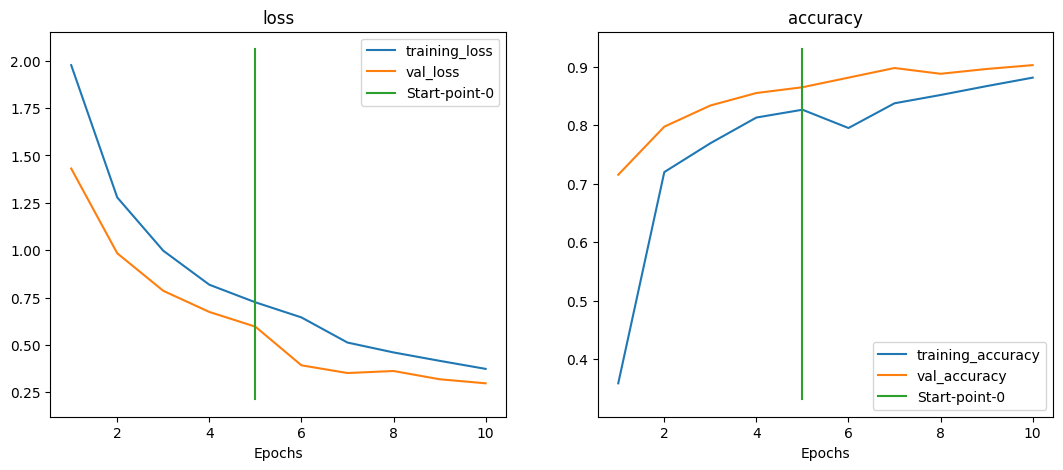 loss
2.00
1.75
1.50
1.25
1.00
0.75
0.50
0.25
2
4
6
8
10
Epochs
training_loss
val_loss
Start-point-0
accuracy
0.9
0.8
0.7
0.6
0.5
0.4
2
4
6
8
10
Epochs
training_accuracy
val_accuracy
Start-point-0